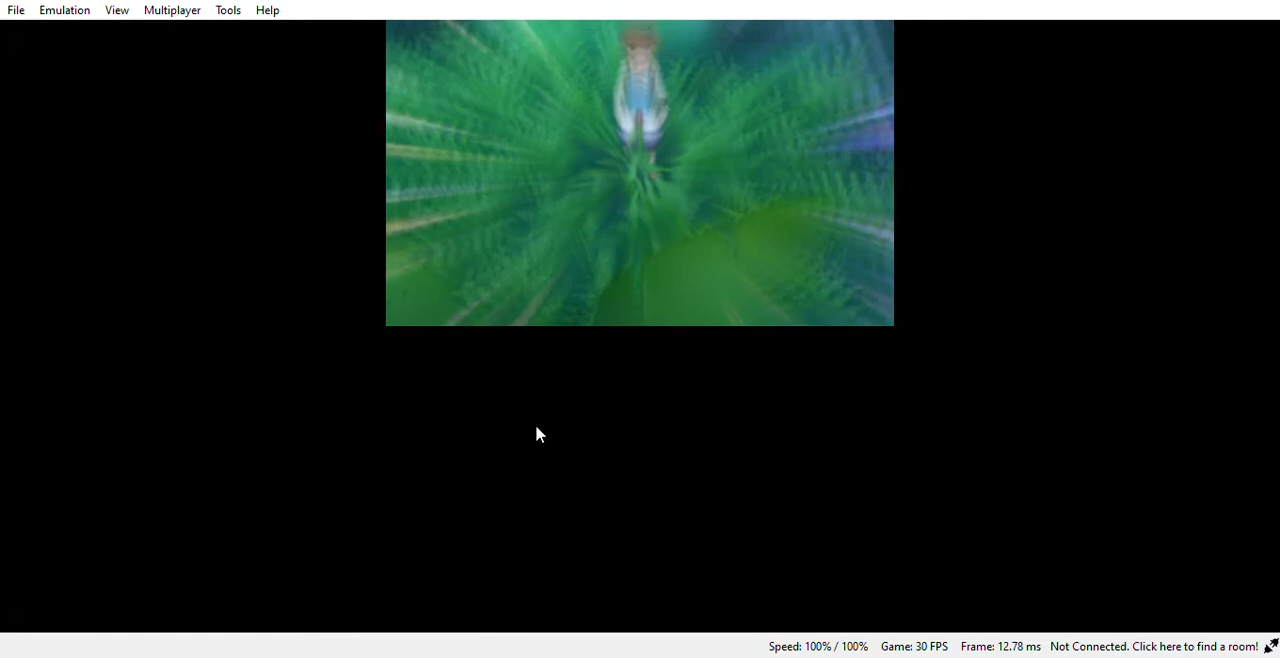 File Emulation View Multiplayer Tools Help
Speed: 100% / 100% Game: 30 FPS Frame: 12.78 ms Not Connected. Click here to find a room!